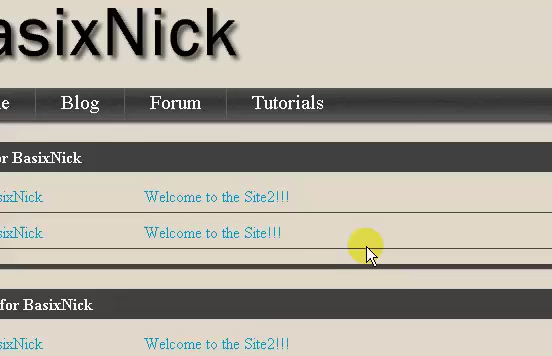 asixNick
e Blog Forum Tutorials
or BasixNick
sixNick Welcome to the Site2!!!
sixNick Welcome to the Site!!!
for BasixNick
sixNick Welcome to the Site2!!!